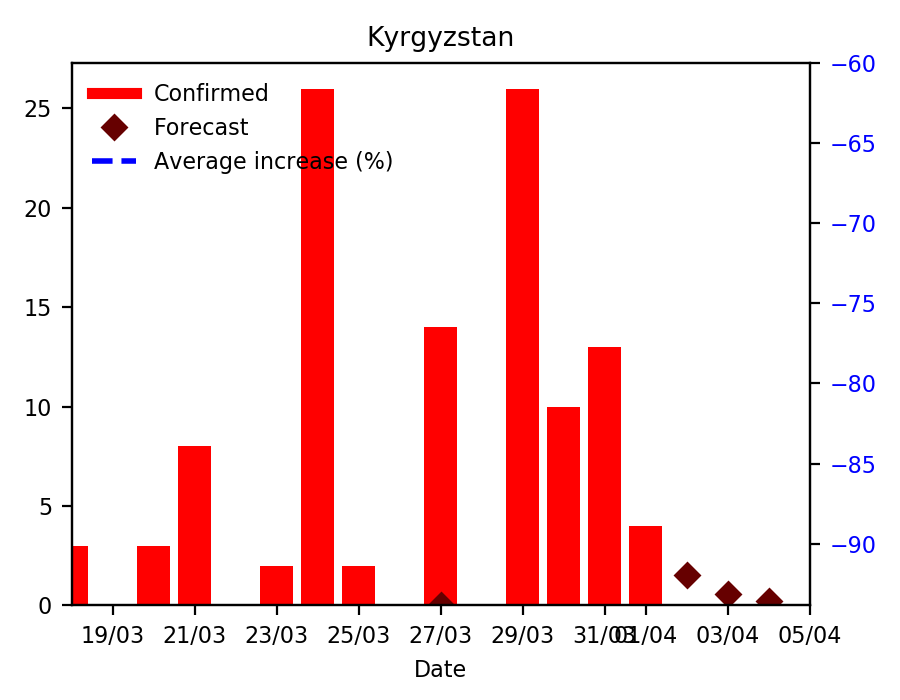 Kyrgyzstan
Confirmed
Forecast
Average increase (%)
25
20
15
10
5
0
−60
−65
−70
−75
−80
−85
−90
19/03 21/03 23/03 25/03 27/03 29/03 31/03 01/04 03/04 05/04
Date